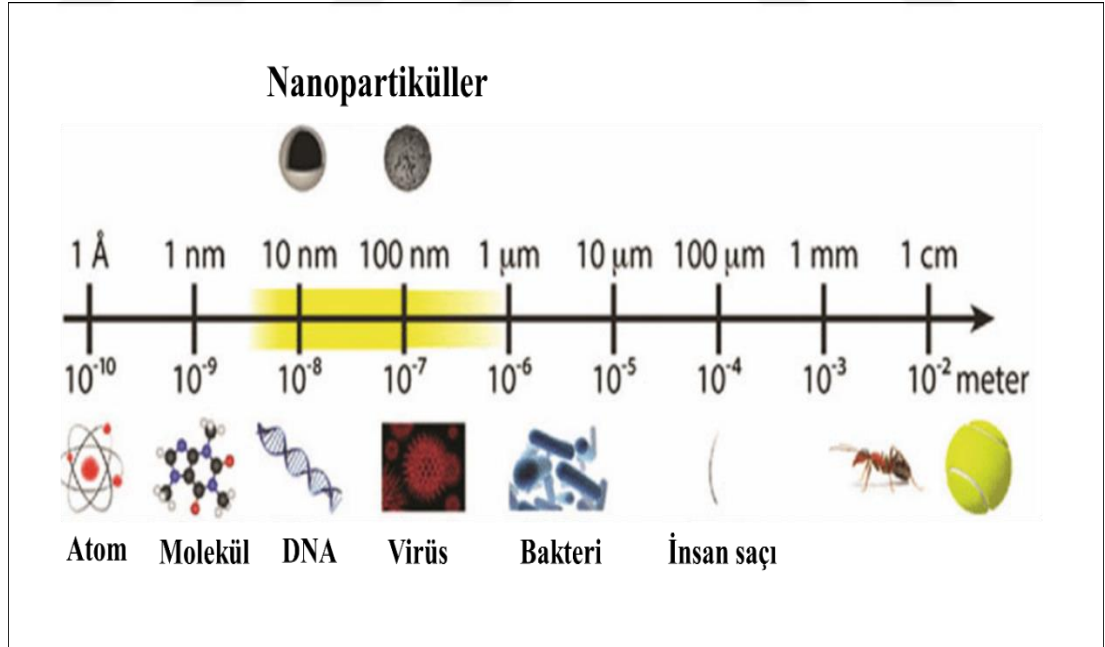 Nanopartiküller
1 Å 1 nm 10 nm 100 nm 1 µm 10 µm 100 µm 1 mm 1 cm
10⁻¹⁰ 10⁻⁹ 10⁻⁸ 10⁻⁷ 10⁻⁶ 10⁻⁵ 10⁻⁴ 10⁻³ 10⁻² meter
Atom Molekül DNA Virüs Bakteri İnsan saçı